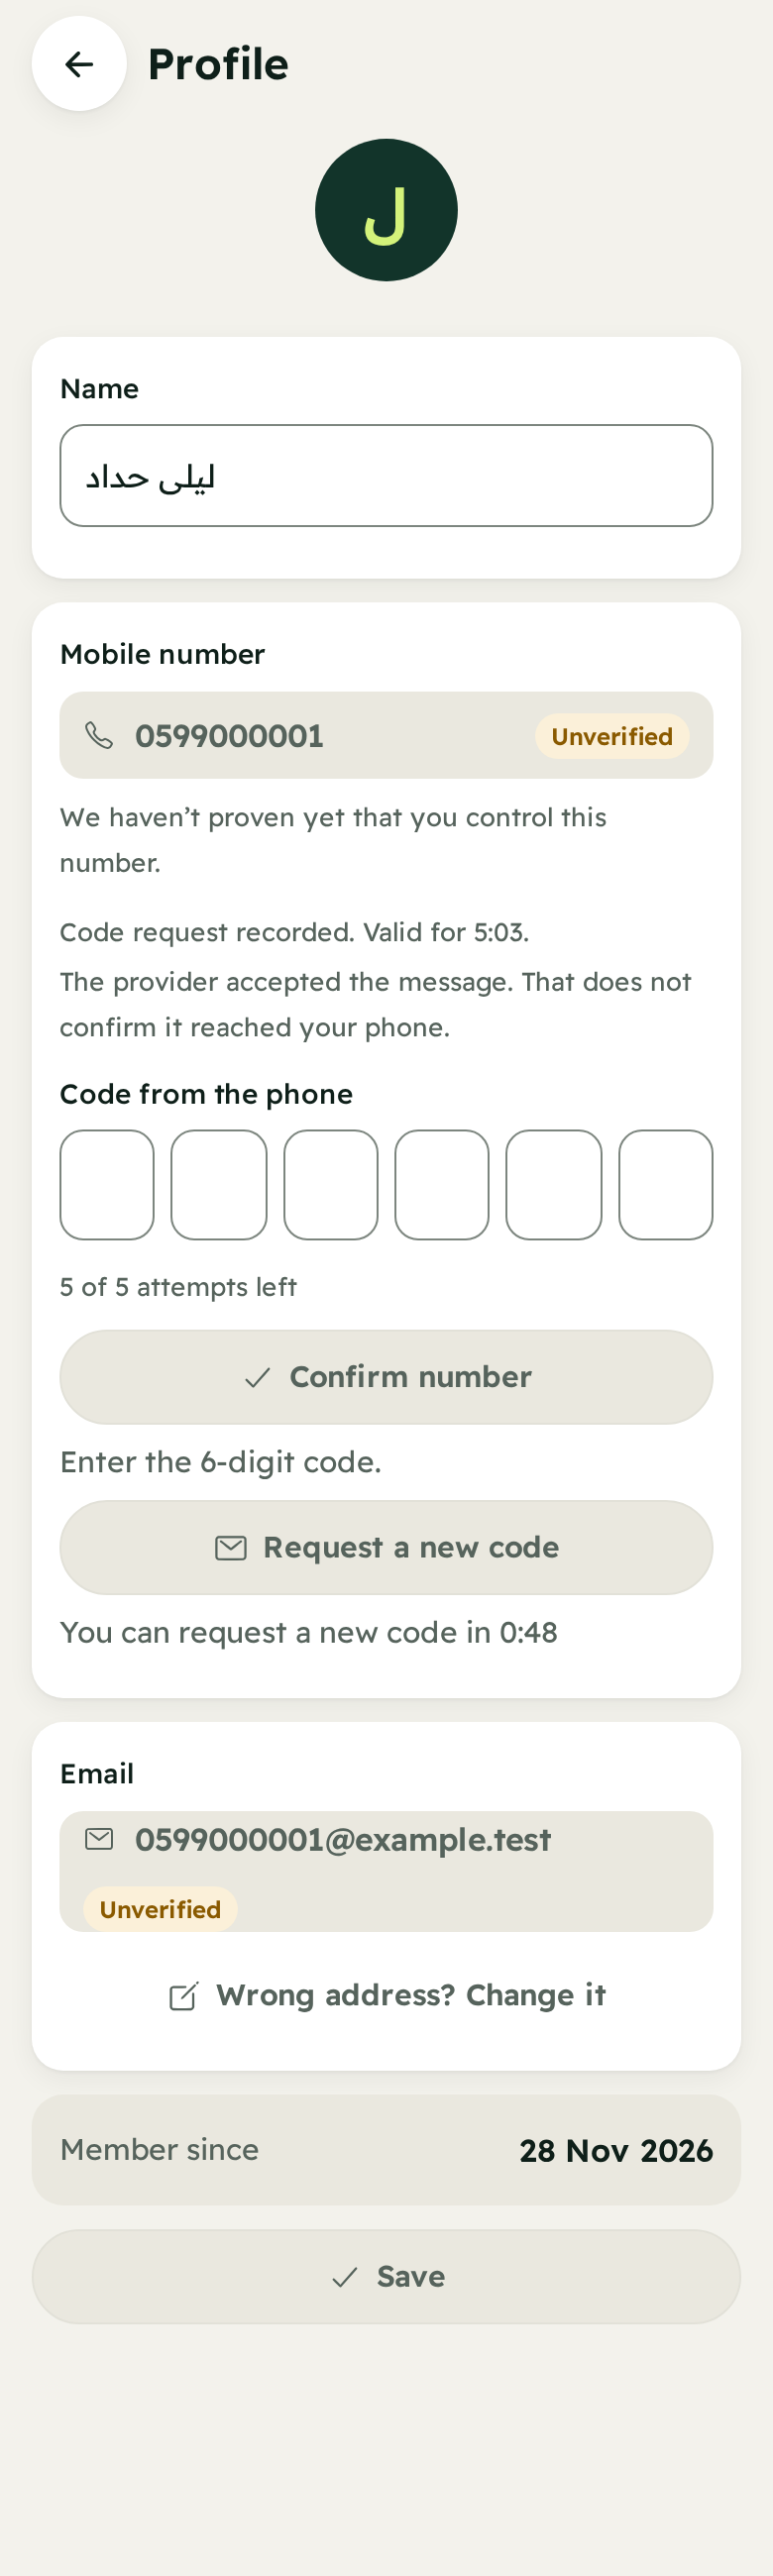 Profile
ل
Name
ليلى حداد
Mobile number
0599000001
Unverified
We haven’t proven yet that you control this
number.
Code request recorded. Valid for 5:03.
The provider accepted the message. That does not
confirm it reached your phone.
Code from the phone
5 of 5 attempts left
Confirm number
Enter the 6-digit code.
Request a new code
You can request a new code in 0:48
Email
0599000001@example.test
Unverified
Wrong address? Change it
Member since
28 Nov 2026
Save